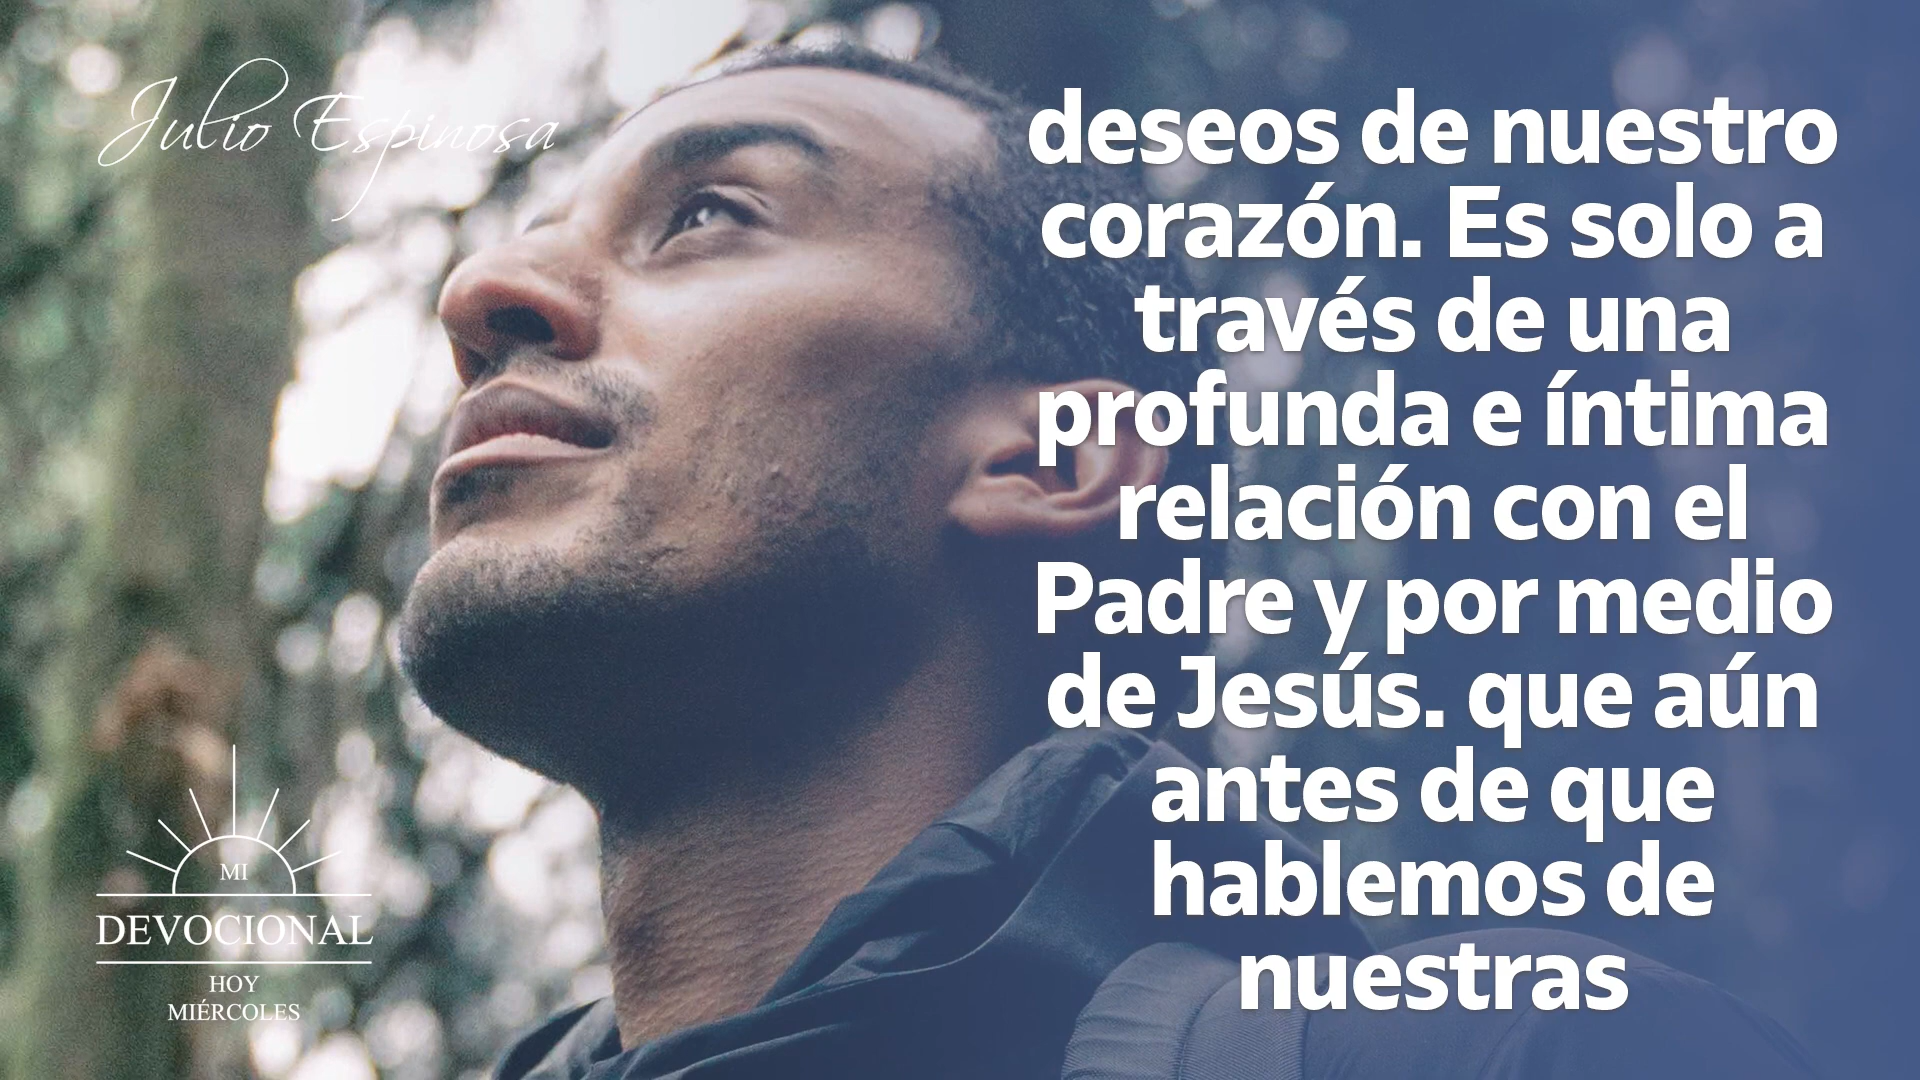 Julio Espinosa
deseos de nuestro
corazón. Es solo a
través de una
profunda e íntima
relación con el
Padre y por medio
de Jesús. que aún
antes de que
hablemos de
nuestras
MI
DEVOCIONAL
HOY
MIÉRCOLES